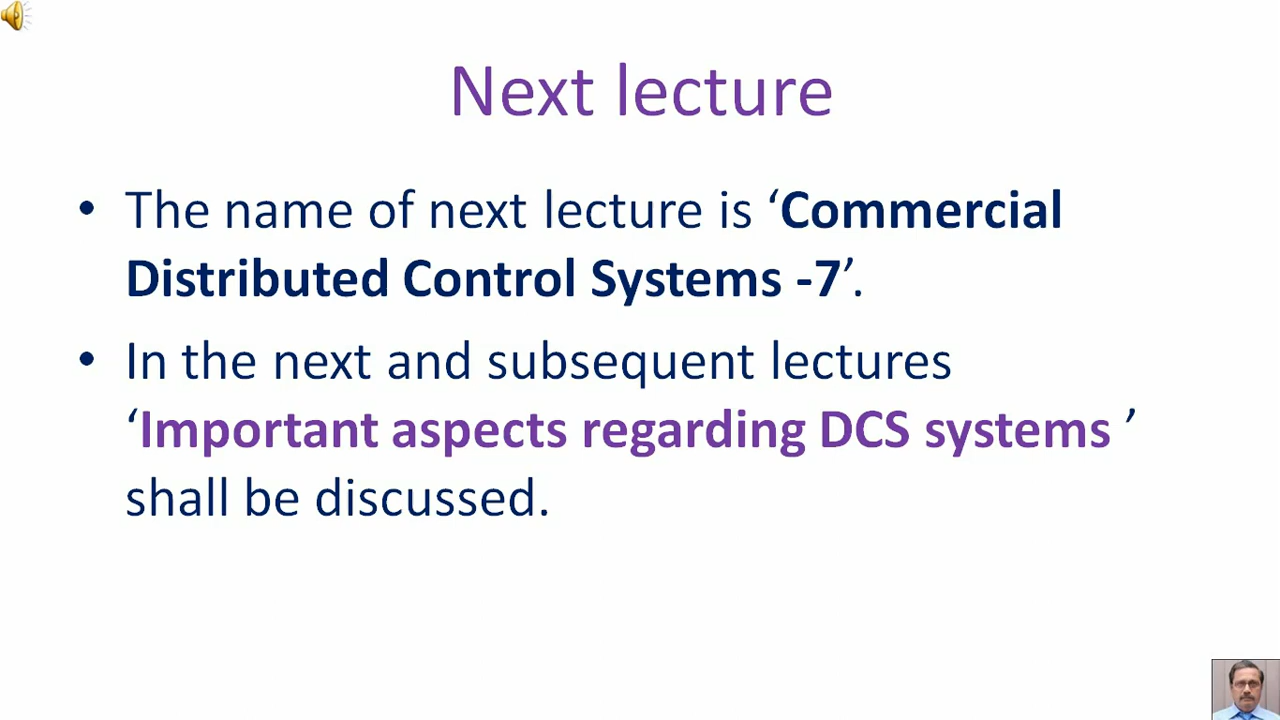 Next lecture
• The name of next lecture is ‘Commercial
Distributed Control Systems -7’.
• In the next and subsequent lectures
‘Important aspects regarding DCS systems ’
shall be discussed.